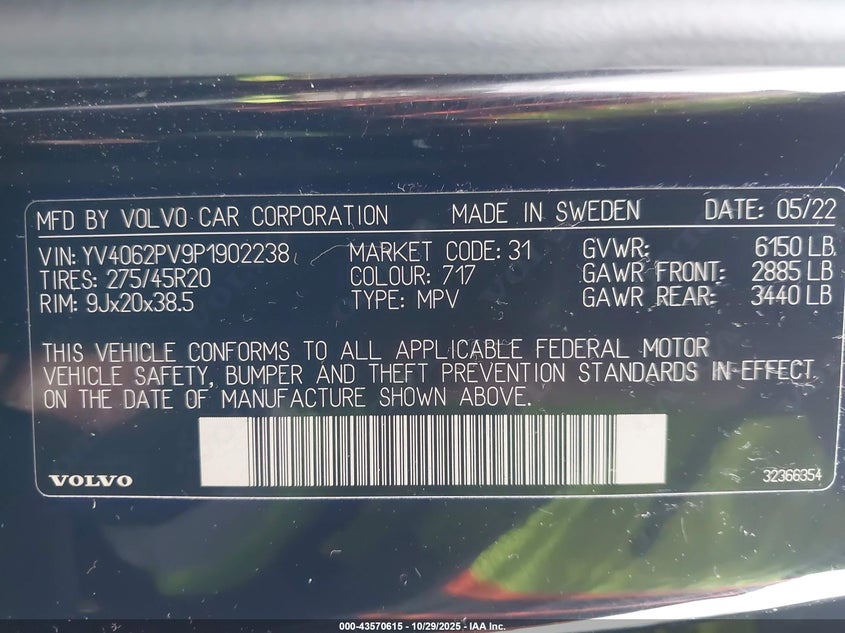 MFD BY VOLVO CAR CORPORATION MADE IN SWEDEN DATE: 05/22
VIN: YV4062PV9P1902238 MARKET CODE: 31 GVWR: 6150 LB
TIRES: 275/45R20 COLOUR: 717 GAWR FRONT: 2885 LB
RIM: 9Jx20x38.5 TYPE: MPV GAWR REAR: 3440 LB
THIS VEHICLE CONFORMS TO ALL APPLICABLE FEDERAL MOTOR
VEHICLE SAFETY, BUMPER AND THEFT PREVENTION STANDARDS IN EFFECT
ON THE DATE OF MANUFACTURE SHOWN ABOVE.
VOLVO 32366354
000-43570615 - 10/29/2025 - IAA Inc.